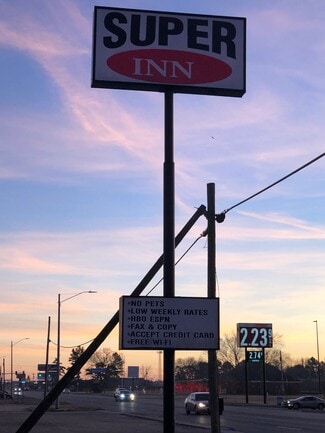 SUPER
INN
•NO PETS
•LOW WEEKLY RATES
•HBO ESPN
•FAX & COPY
•ACCEPT CREDIT CARD
•FREE WI-FI
2.23 9
2.74